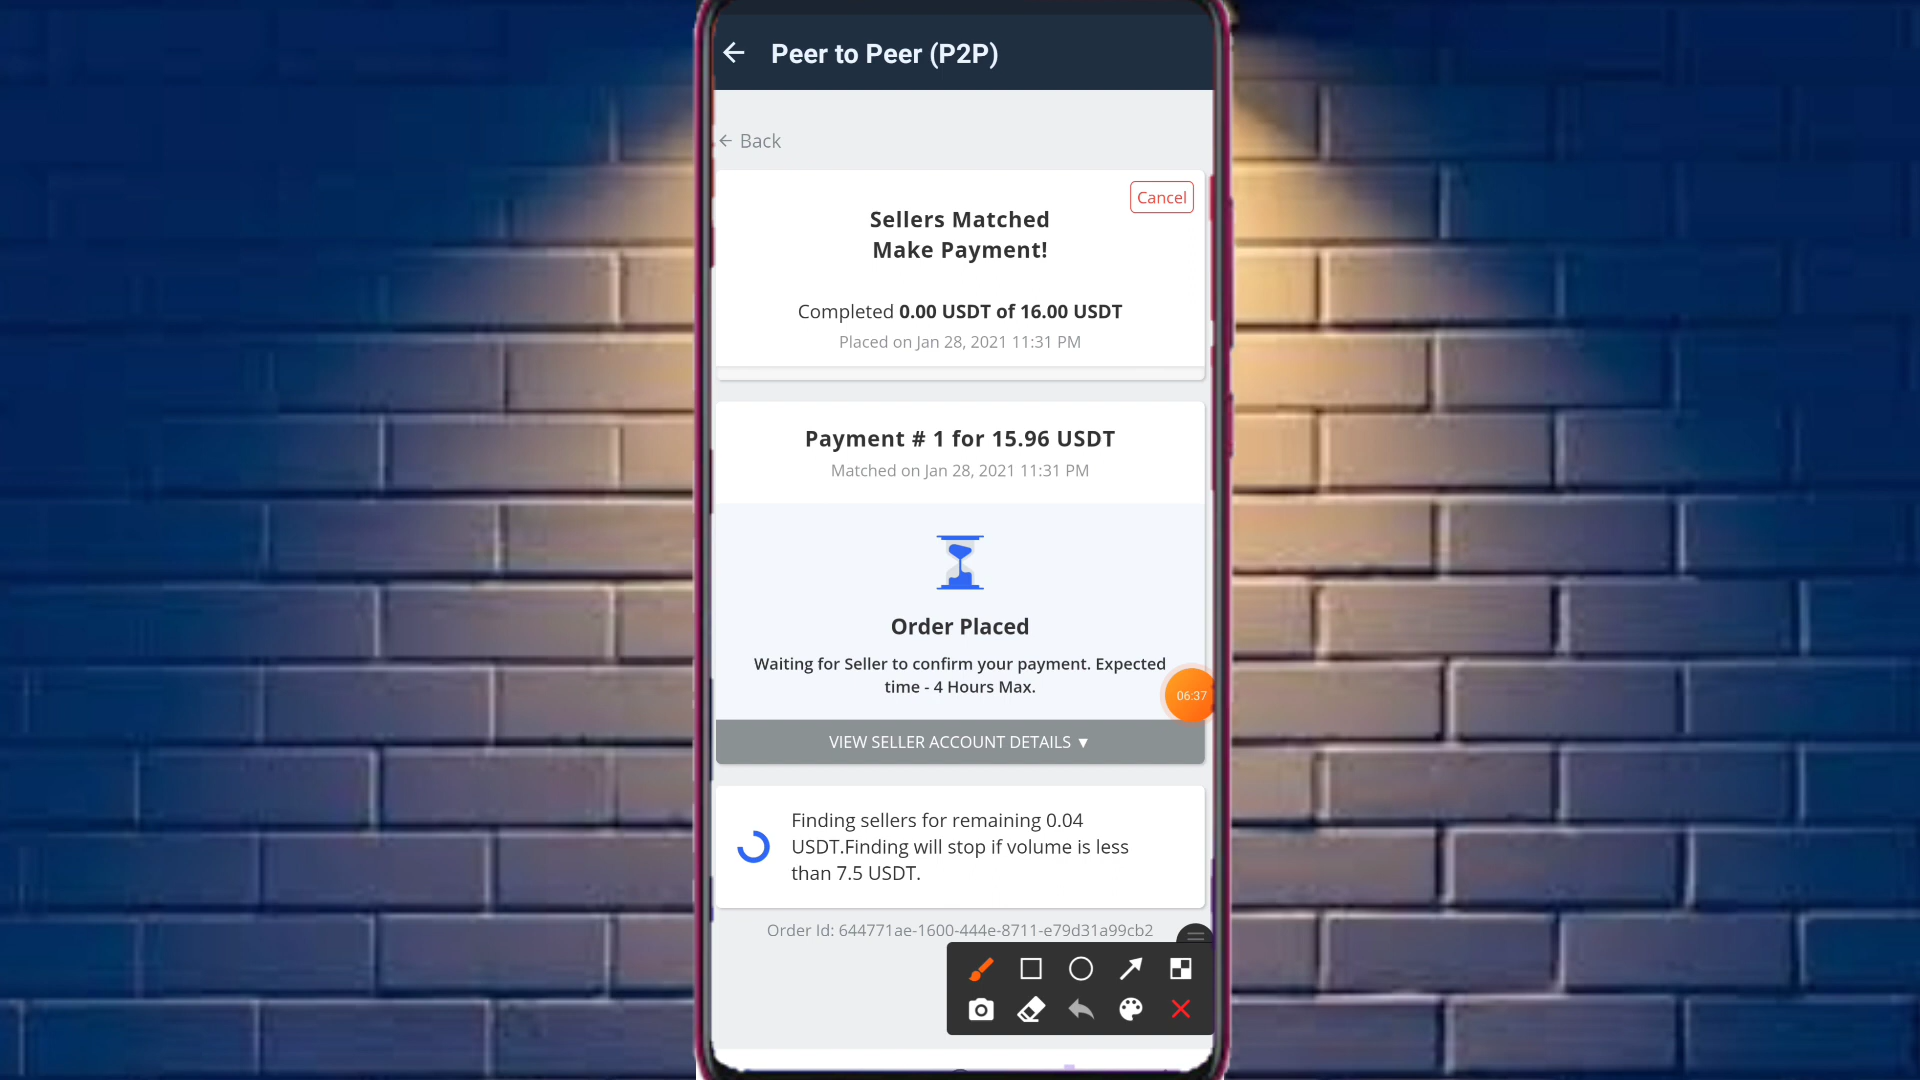 Peer to Peer (P2P)
← Back
Cancel
Sellers Matched
Make Payment!
Completed 0.00 USDT of 16.00 USDT
Placed on Jan 28, 2021 11:31 PM
Payment # 1 for 15.96 USDT
Matched on Jan 28, 2021 11:31 PM
Order Placed
Waiting for Seller to confirm your payment. Expected
time - 4 Hours Max.
06:37
VIEW SELLER ACCOUNT DETAILS ▼
Finding sellers for remaining 0.04
USDT.Finding will stop if volume is less
than 7.5 USDT.
Order Id: 644771ae-1600-444e-8711-e79d31a99cb2